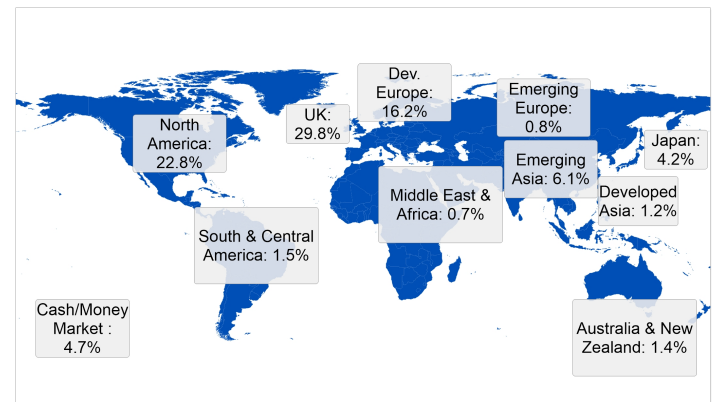 Dev.
Europe:
16.2%
Emerging
Europe:
0.8%
UK:
29.8%
North
America:
22.8%
Japan:
4.2%
Emerging
Asia: 6.1%
Middle East &
Africa: 0.7%
Developed
Asia: 1.2%
South & Central
America: 1.5%
Cash/Money
Market :
4.7%
Australia & New
Zealand: 1.4%